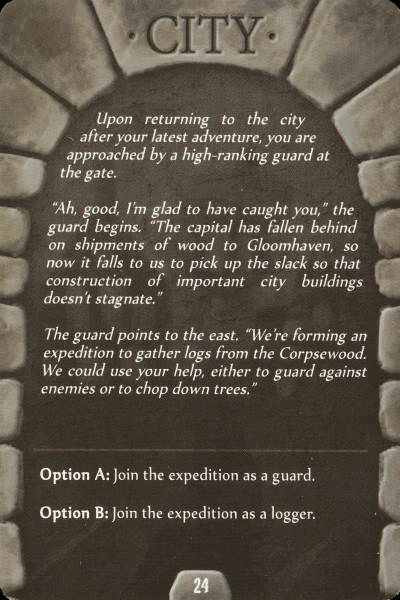 · CITY ·
Upon returning to the city
after your latest adventure, you are
approached by a high-ranking guard at
the gate.
“Ah, good, I’m glad to have caught you,” the
guard begins. “The capital has fallen behind
on shipments of wood to Gloomhaven, so
now it falls to us to pick up the slack so that
construction of important city buildings
doesn’t stagnate.”
The guard points to the east. “We’re forming an
expedition to gather logs from the Corpsewood.
We could use your help, either to guard against
enemies or to chop down trees.”
Option A: Join the expedition as a guard.
Option B: Join the expedition as a logger.
24